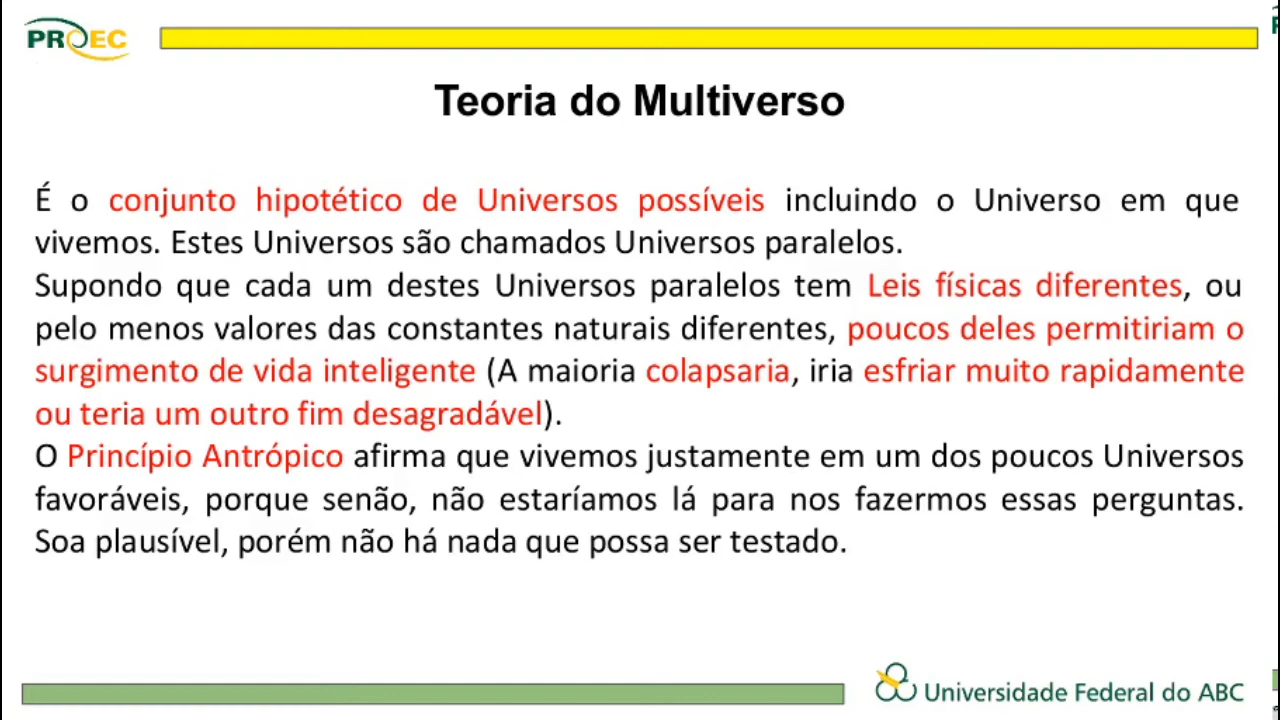 PROEC
Teoria do Multiverso
É o conjunto hipotético de Universos possíveis incluindo o Universo em que
vivemos. Estes Universos são chamados Universos paralelos.
Supondo que cada um destes Universos paralelos tem Leis físicas diferentes, ou
pelo menos valores das constantes naturais diferentes, poucos deles permitiriam o
surgimento de vida inteligente (A maioria colapsaria, iria esfriar muito rapidamente
ou teria um outro fim desagradável).
O Princípio Antrópico afirma que vivemos justamente em um dos poucos Universos
favoráveis, porque senão, não estaríamos lá para nos fazermos essas perguntas.
Soa plausível, porém não há nada que possa ser testado.
Universidade Federal do ABC